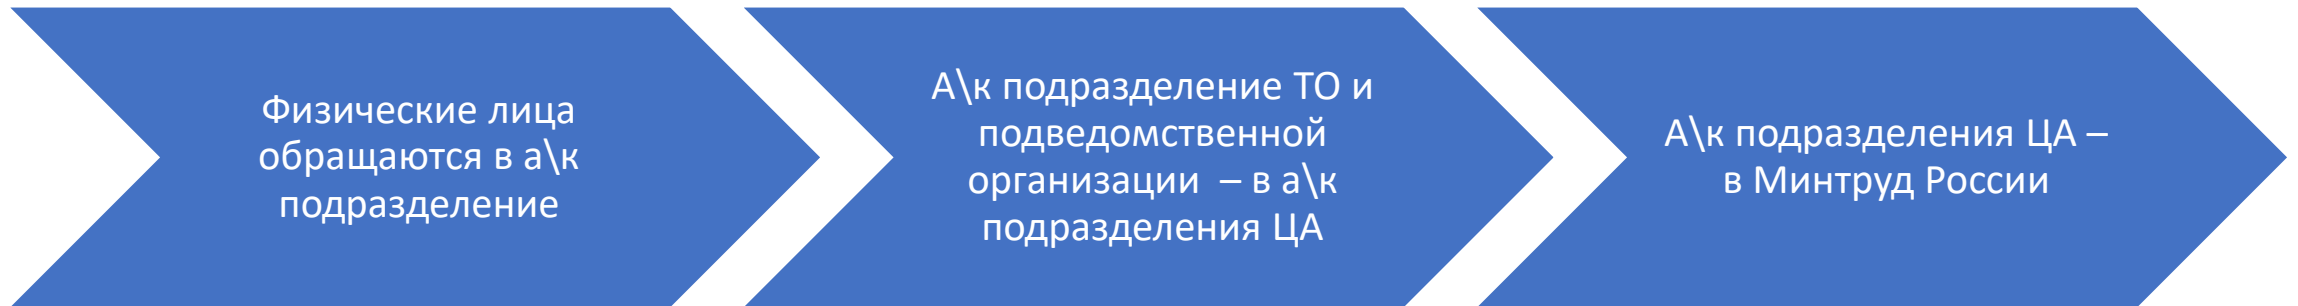 Физические лица
обращаются в а\к
подразделение
А\к подразделение ТО и
подведомственной
организации – в а\к
подразделения ЦА
А\к подразделения ЦА –
в Минтруд России